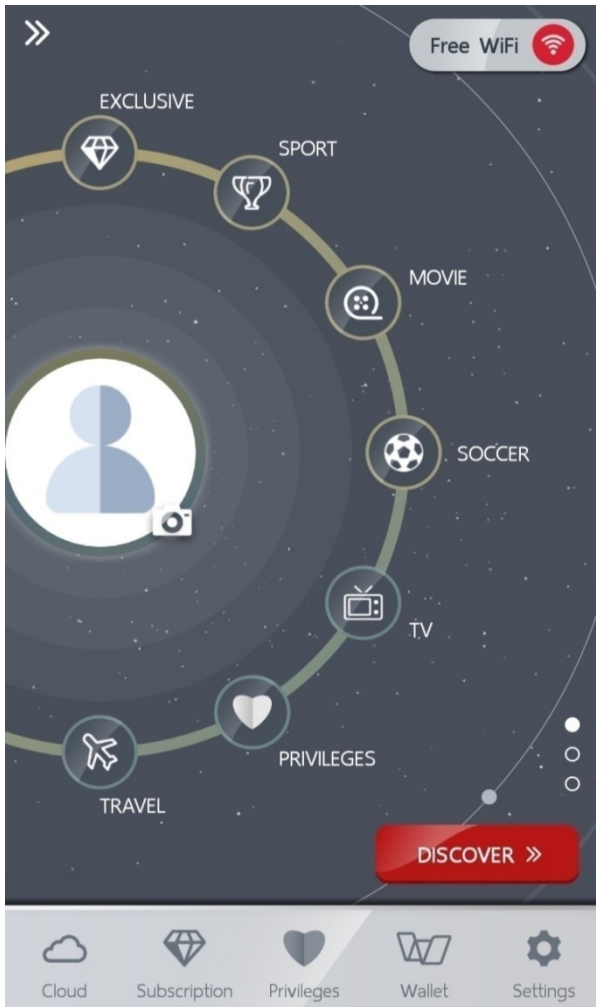 Free WiFi
EXCLUSIVE
SPORT
MOVIE
SOCCER
TV
PRIVILEGES
TRAVEL
DISCOVER »
Cloud Subscription Privileges Wallet Settings